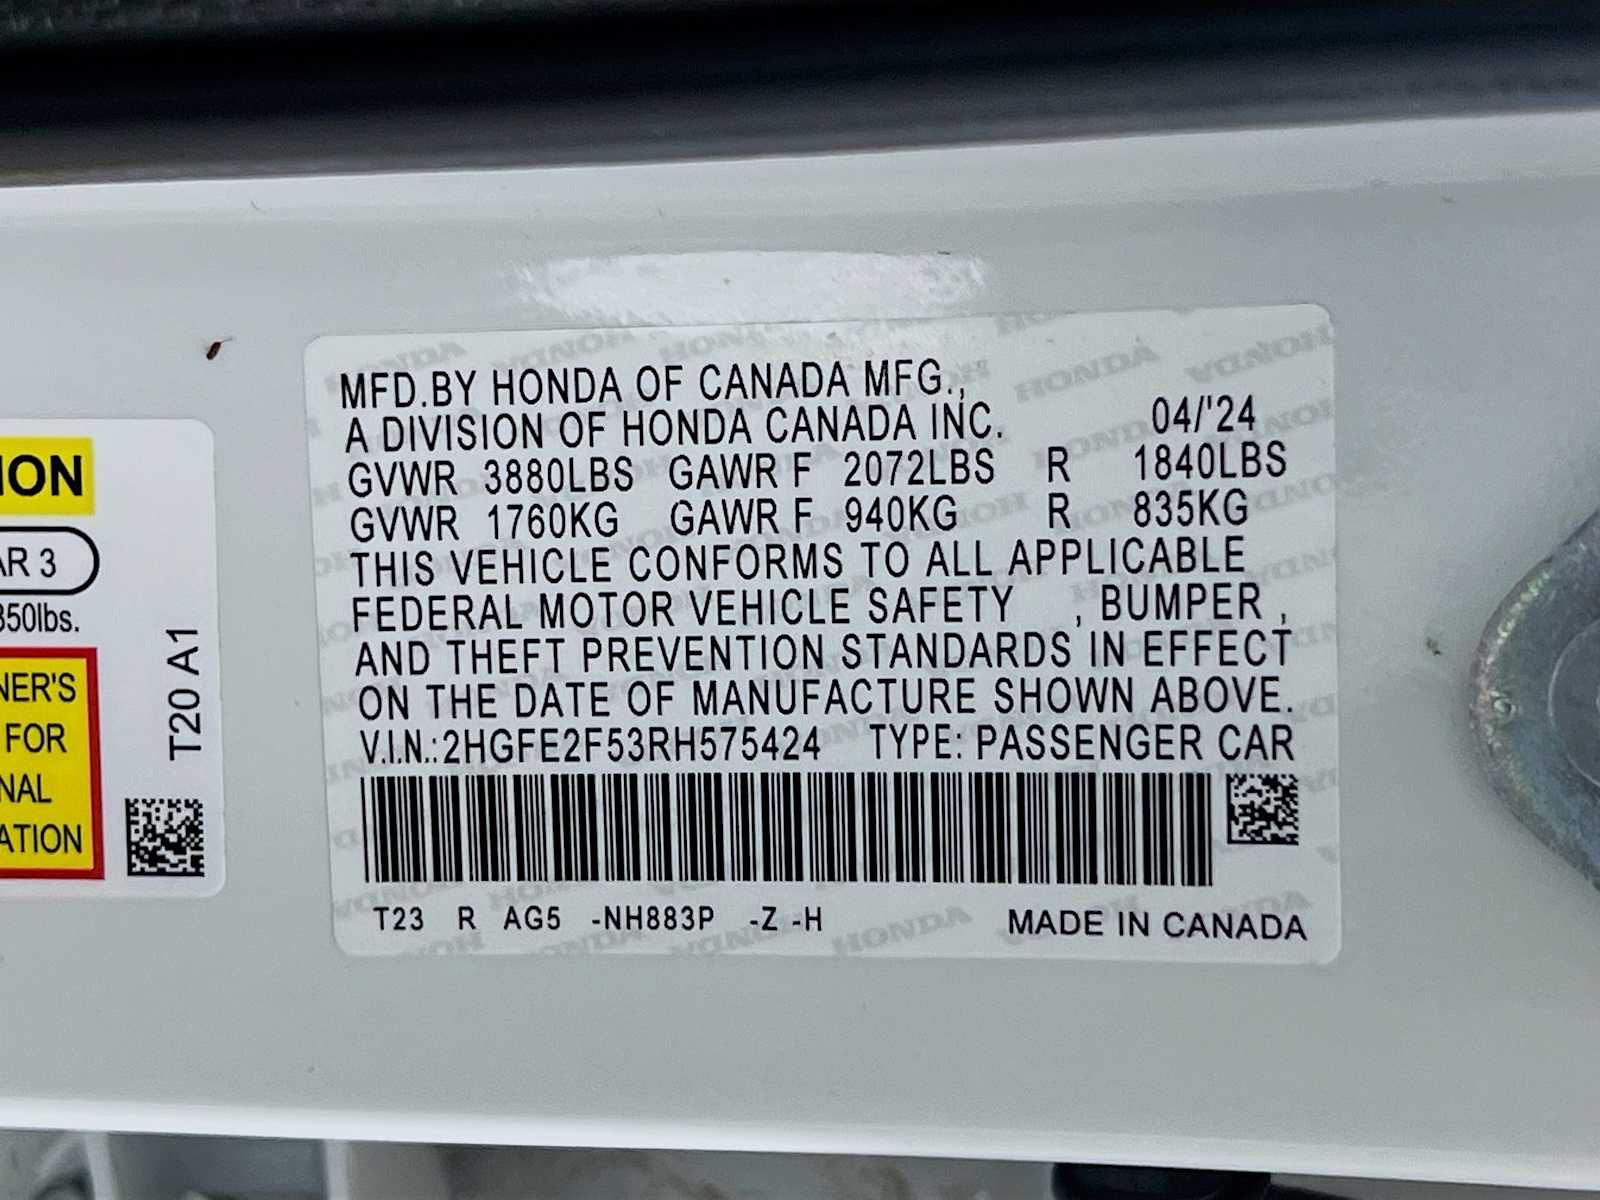 ION
AR 3
350lbs.
NER'S
FOR
NAL
ATION
T20 A1
MFD.BY HONDA OF CANADA MFG.,
A DIVISION OF HONDA CANADA INC. 04/'24
GVWR 3880LBS GAWR F 2072LBS R 1840LBS
GVWR 1760KG GAWR F 940KG R 835KG
THIS VEHICLE CONFORMS TO ALL APPLICABLE
FEDERAL MOTOR VEHICLE SAFETY , BUMPER ,
AND THEFT PREVENTION STANDARDS IN EFFECT
ON THE DATE OF MANUFACTURE SHOWN ABOVE.
V.I.N.:2HGFE2F53RH575424 TYPE: PASSENGER CAR
T23 R AG5 -NH883P -Z -H MADE IN CANADA